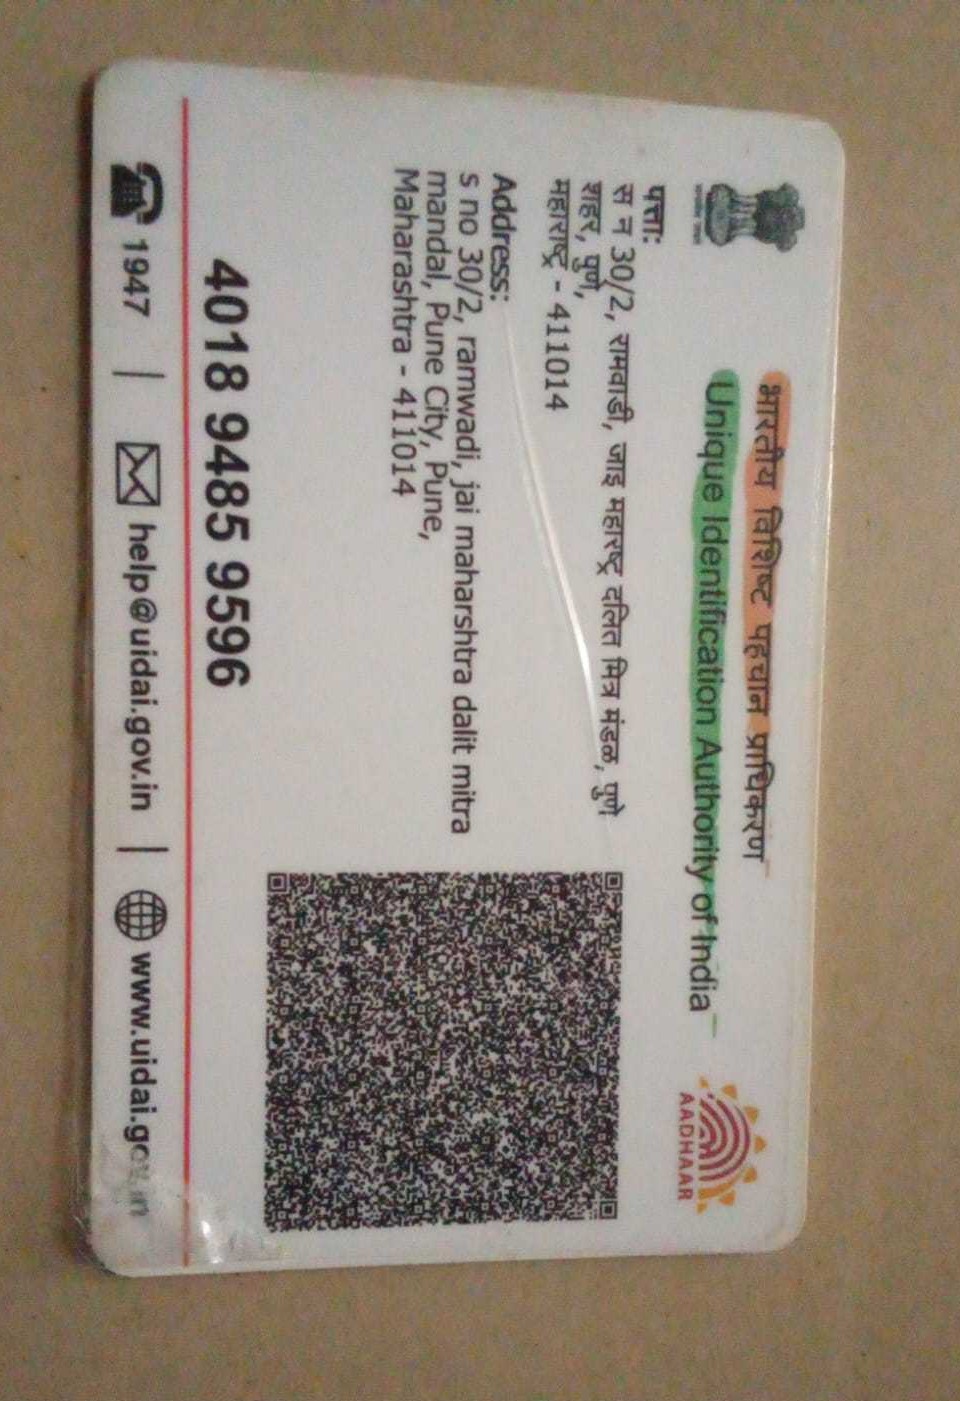 भारतीय विशिष्ट पहचान प्राधिकरण
Unique Identification Authority of India
AADHAAR
पत्ता:
स न 30/2, रामवाडी, जाइ महाराष्ट्र दलित मित्र मंडळ, पुणे
शहर, पुणे,
महाराष्ट्र - 411014
Address:
s no 30/2, ramwadi, jai maharshtra dalit mitra
mandal, Pune City, Pune,
Maharashtra - 411014
4018 9485 9596
1947 | help@uidai.gov.in | www.uidai.gov.in